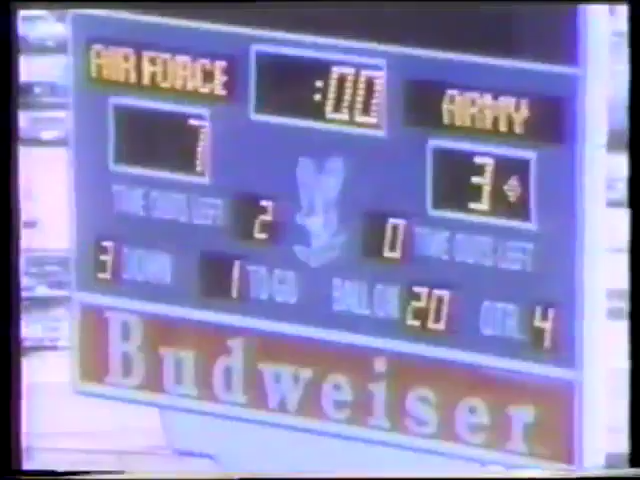 AIR FORCE :00 ARMY
7 3
TIME OUTS LEFT 2 0 TIME OUTS LEFT
3 DOWN 1 TO GO BALL ON 20 QTR. 4
Budweiser